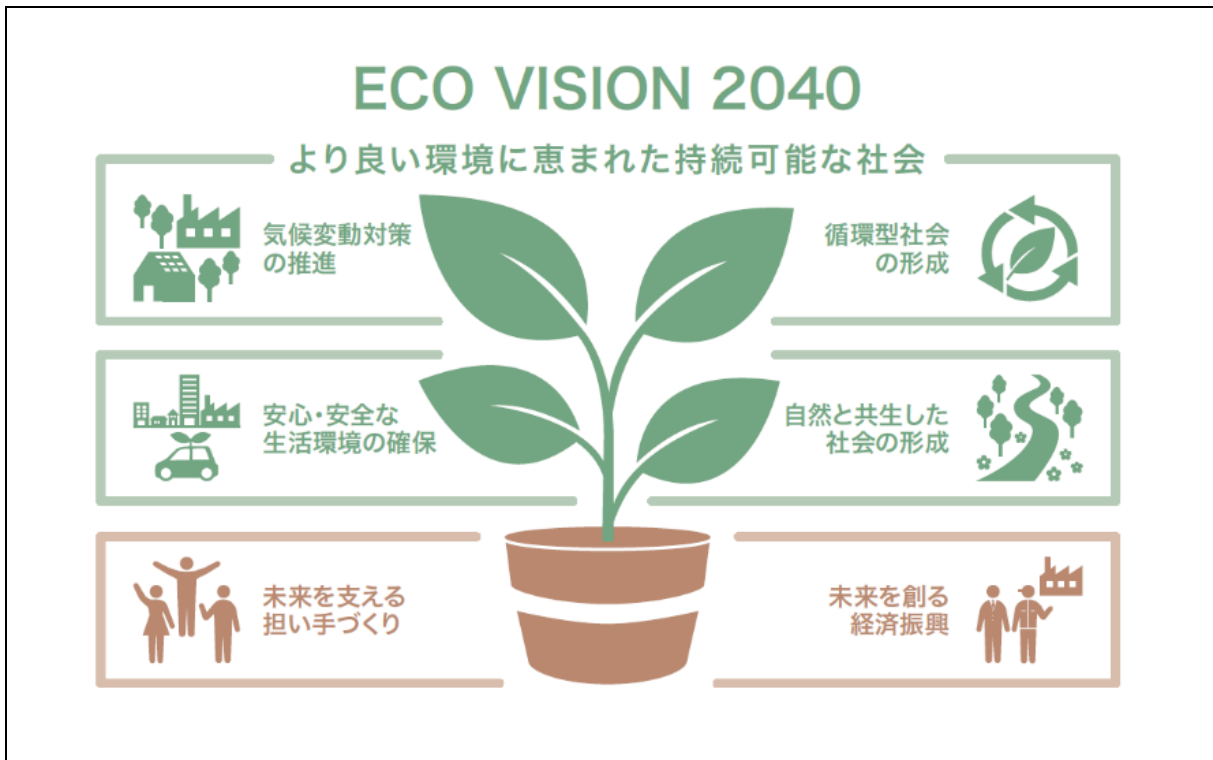 ECO VISION 2040
より良い環境に恵まれた持続可能な社会
気候変動対策
の推進
循環型社会
の形成
安心・安全な
生活環境の確保
自然と共生した
社会の形成
未来を支える
担い手づくり
未来を創る
経済振興